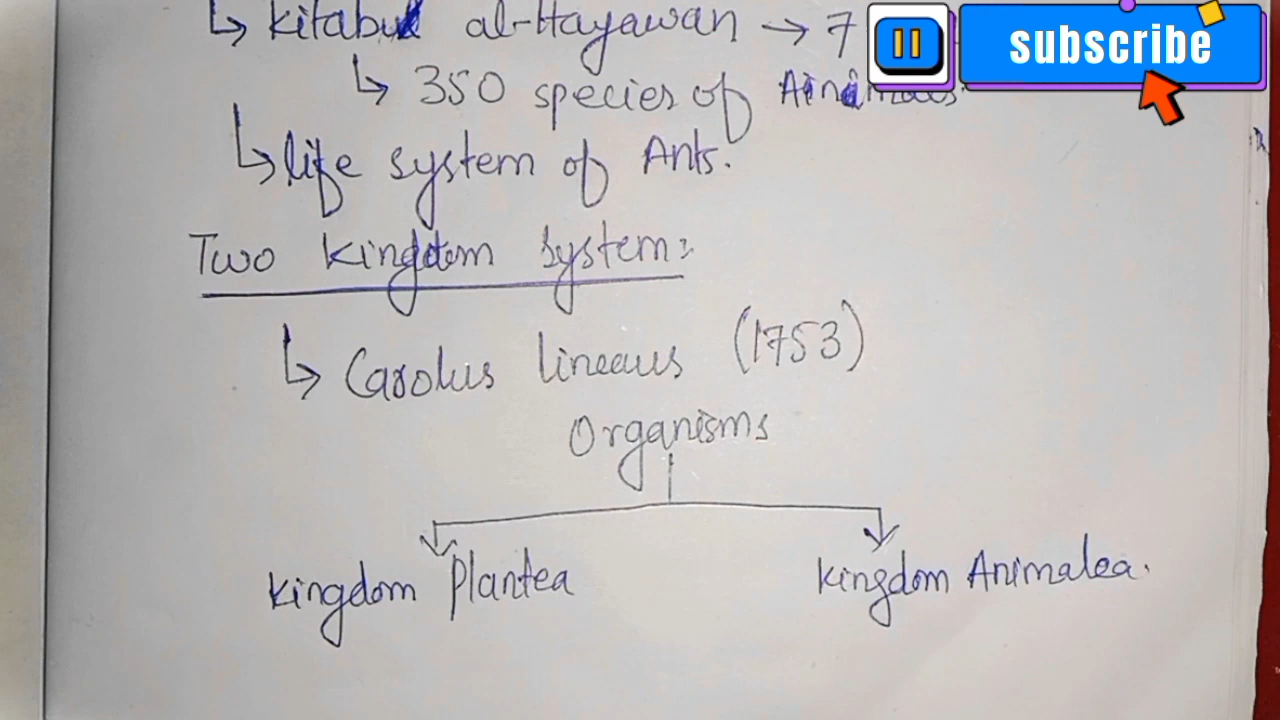 ↳ Kitabul al-Hayawan → 7
subscribe
↳ 350 species of Animals.
↳ life system of Ants.
Two Kingdom System:
↳ Carolus lineaus (1753)
Organisms
Kingdom Plantea
Kingdom Animalea.